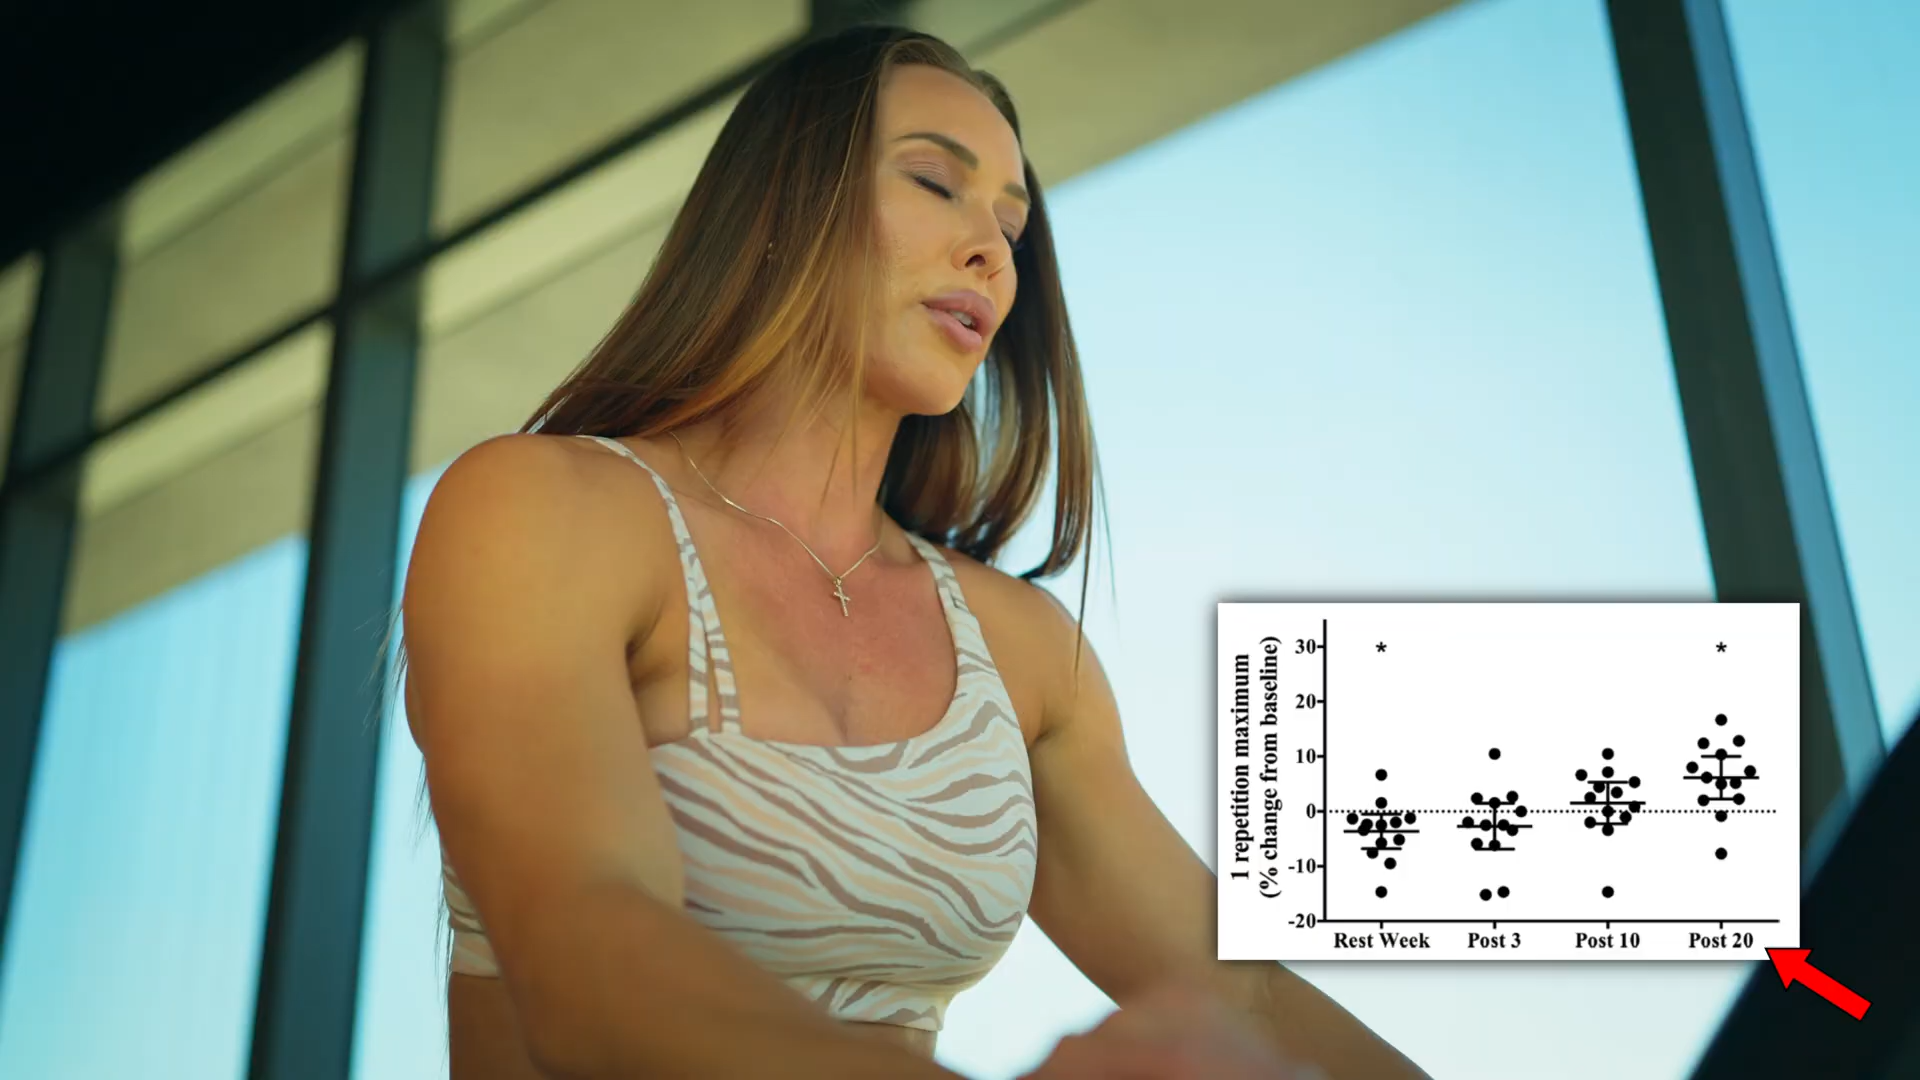 1 repetition maximum
(% change from baseline)
30
20
10
0
-10
-20
* *
Rest Week Post 3 Post 10 Post 20